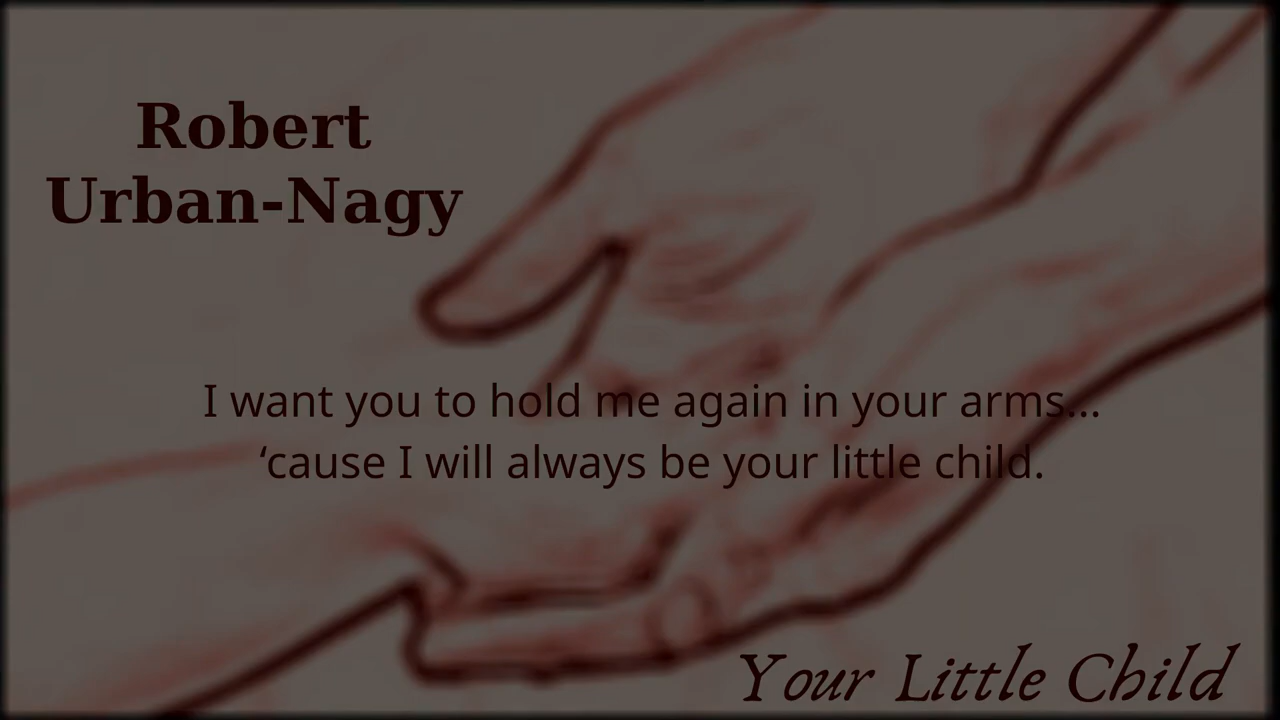 Robert
Urban-Nagy
I want you to hold me again in your arms...
‘cause I will always be your little child.
Your Little Child